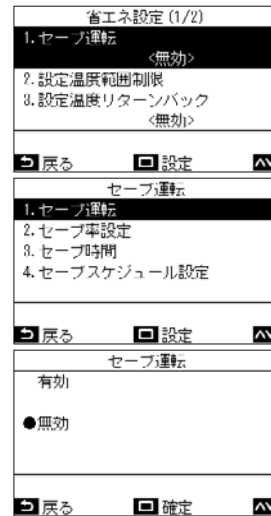 省エネ設定 (1/2)
1.セーブ運転
<無効>
2.設定温度範囲制限
3.設定温度リターンバック
<無効>
戻る 設定
セーブ運転
1.セーブ運転
2.セーブ率設定
3.セーブ時間
4.セーブスケジュール設定
戻る 設定
セーブ運転
有効
●無効
戻る 確定